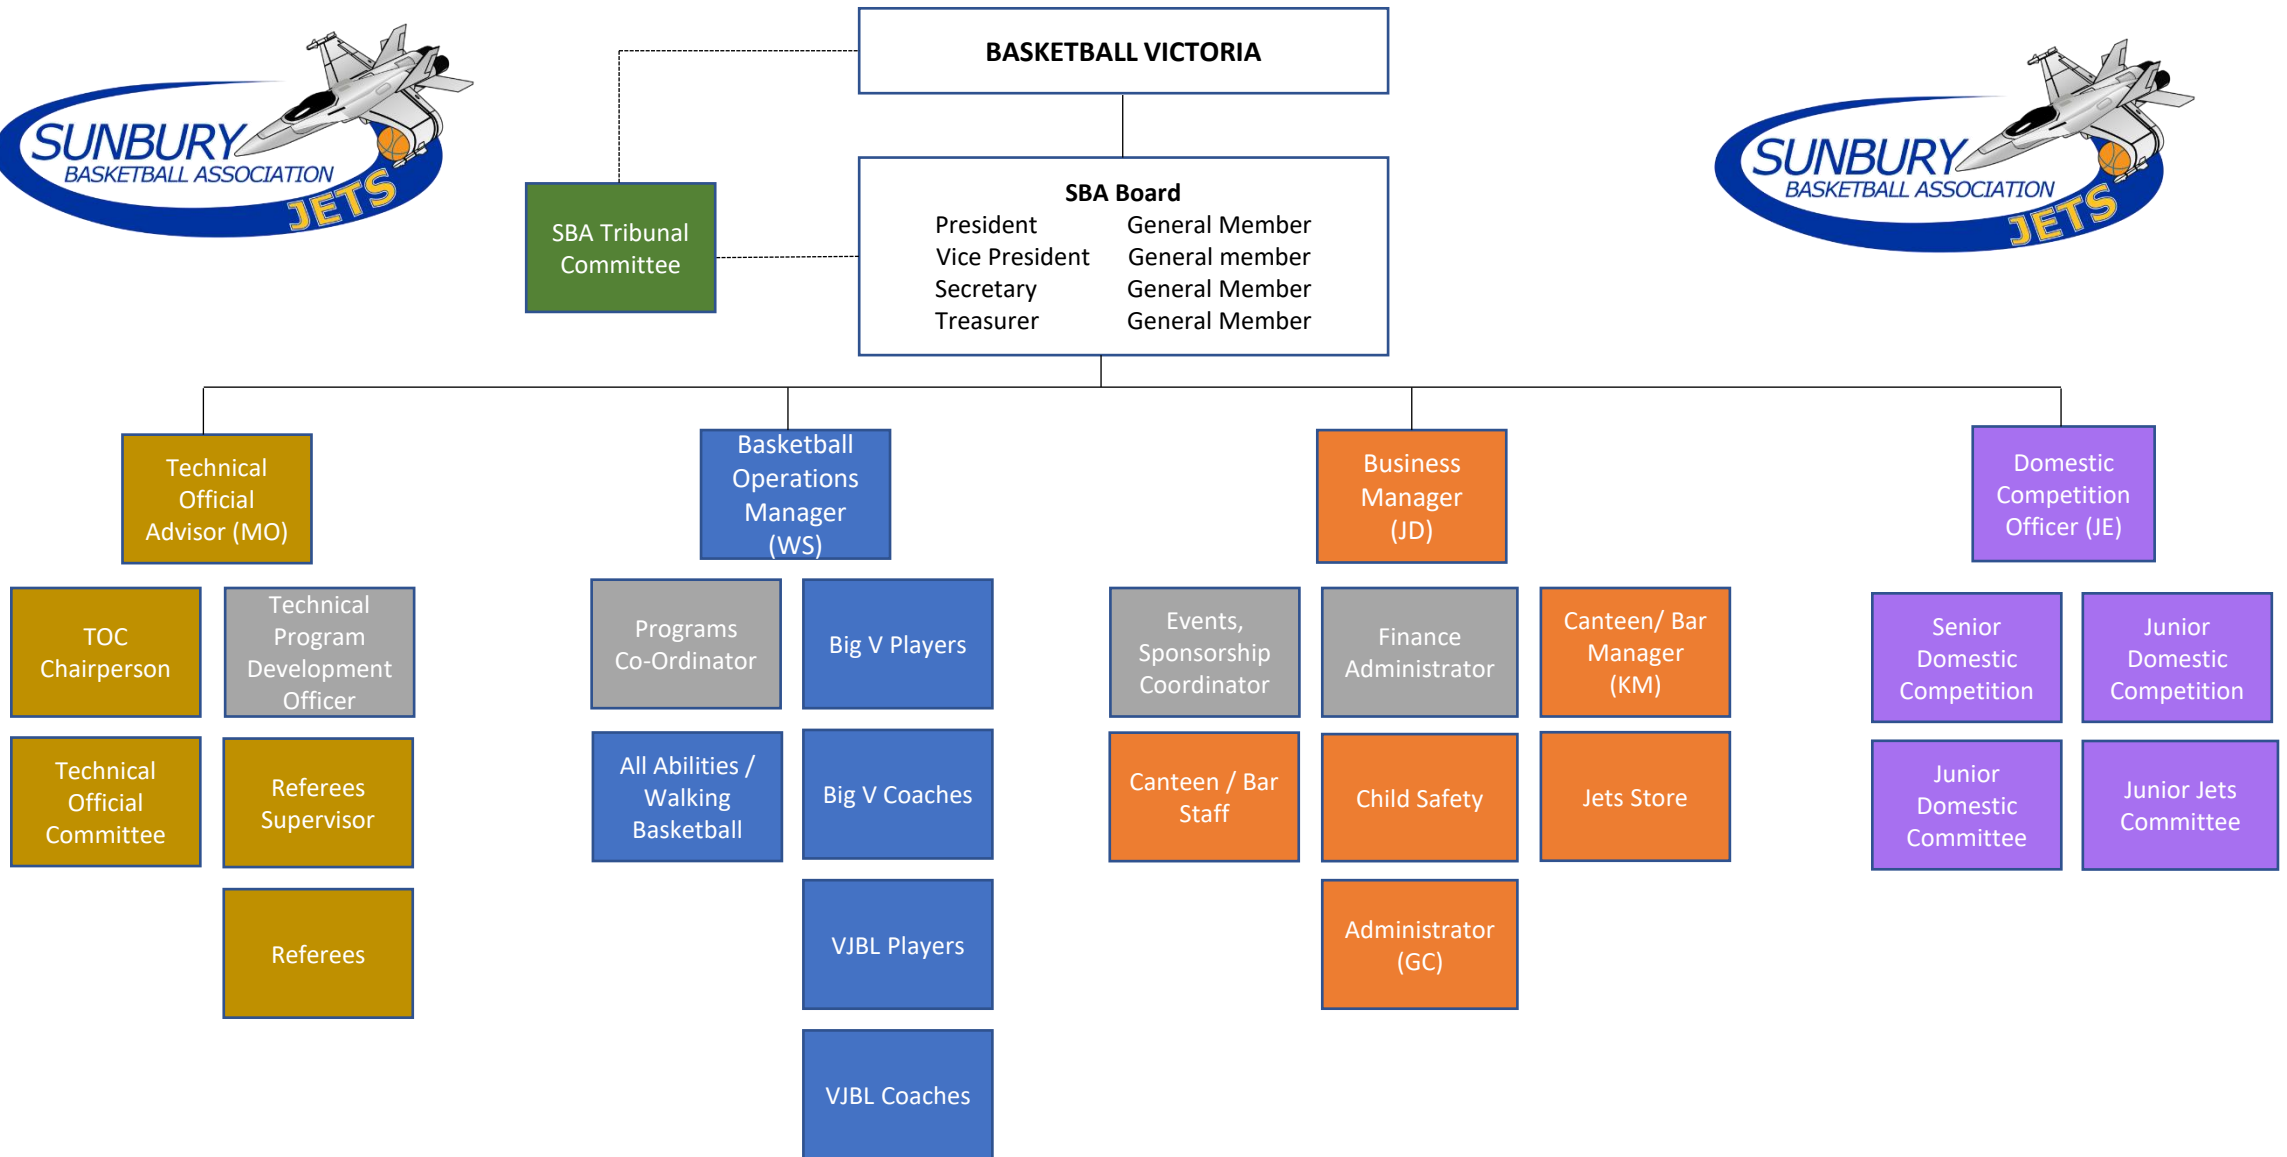 SUNBURY
BASKETBALL ASSOCIATION
JETS
BASKETBALL VICTORIA
SUNBURY
BASKETBALL ASSOCIATION
JETS
SBA Tribunal
Committee
SBA Board
President General Member
Vice President General member
Secretary General Member
Treasurer General Member
Technical
Official
Advisor (MO)
Basketball
Operations
Manager
(WS)
Business
Manager
(JD)
Domestic
Competition
Officer (JE)
TOC
Chairperson
Technical
Program
Development
Officer
Technical
Official
Committee
Referees
Supervisor
Referees
Programs
Co-Ordinator
Big V Players
All Abilities /
Walking
Basketball
Big V Coaches
VJBL Players
VJBL Coaches
Events,
Sponsorship
Coordinator
Finance
Administrator
Canteen/ Bar
Manager
(KM)
Canteen / Bar
Staff
Child Safety
Jets Store
Administrator
(GC)
Senior
Domestic
Competition
Junior
Domestic
Competition
Junior
Domestic
Committee
Junior Jets
Committee